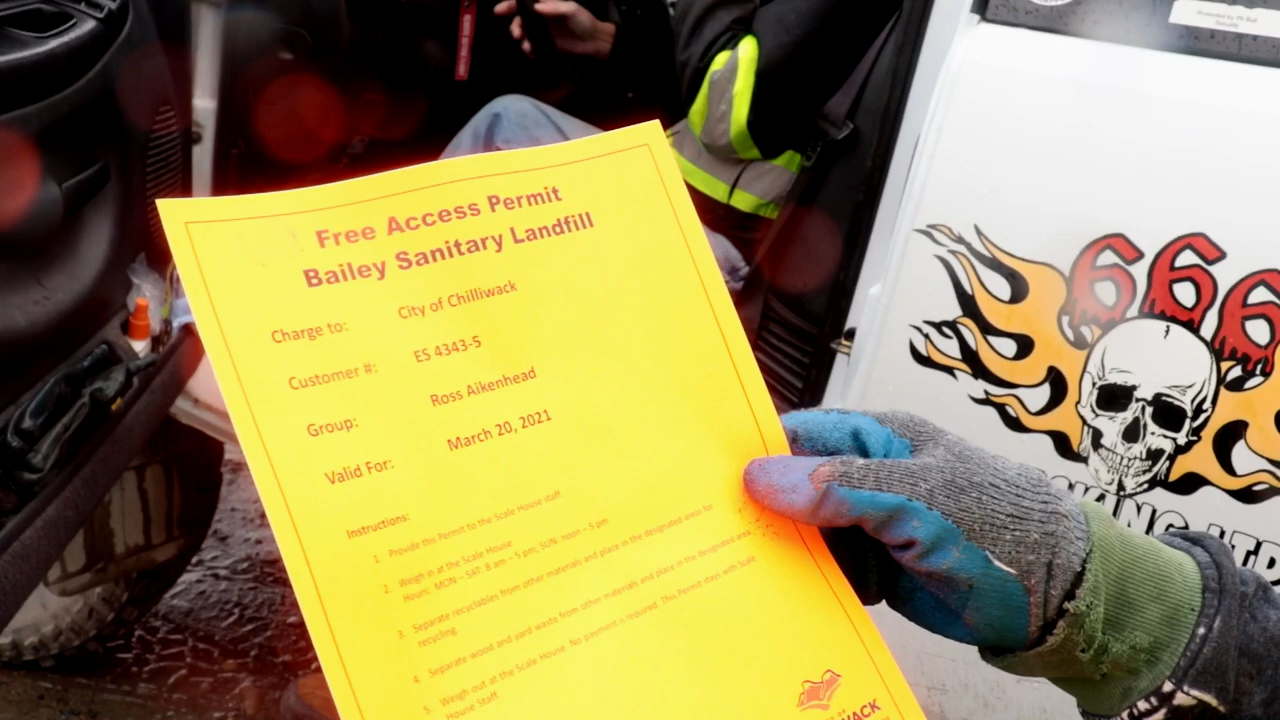 Free Access Permit
Bailey Sanitary Landfill
Charge to: City of Chilliwack
Customer #: ES 4343-5
Group: Ross Aikenhead
Valid For: March 20, 2021
Instructions:
1. Provide this Permit to the Scale House staff.
2. Weigh in at the Scale House.
Hours: MON – SAT: 8 am – 5 pm; SUN: noon – 5 pm
3. Separate recyclables from other materials and place in the designated areas for
recycling.
4. Separate wood and yard waste from other materials and place in the designated area.
5. Weigh out at the Scale House. No payment is required. This Permit stays with Scale
House Staff.
666